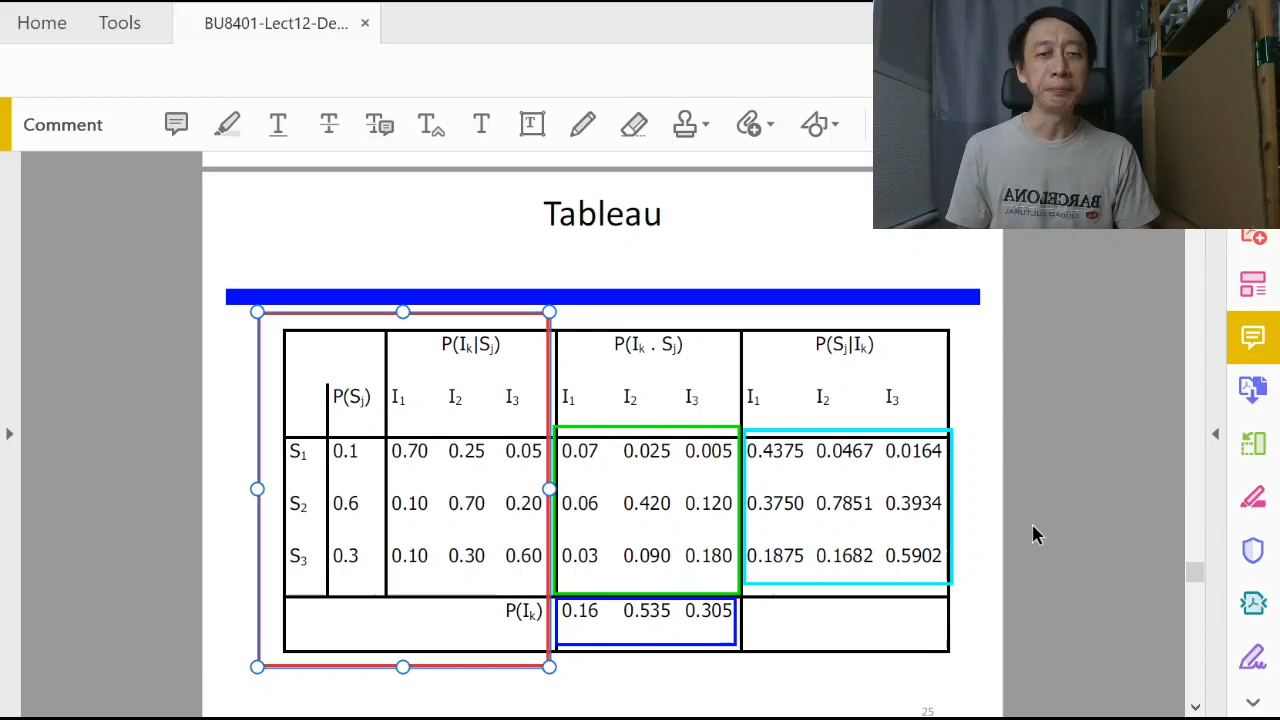 Home Tools BU8401-Lect12-De... ×
Comment
BARCELONA
CIUDAD CULTURAL
Tableau
P(Iₖ|Sⱼ) P(Iₖ . Sⱼ) P(Sⱼ|Iₖ)
P(Sⱼ) I₁ I₂ I₃ I₁ I₂ I₃ I₁ I₂ I₃
S₁ 0.1 0.70 0.25 0.05 0.07 0.025 0.005 0.4375 0.0467 0.0164
S₂ 0.6 0.10 0.70 0.20 0.06 0.420 0.120 0.3750 0.7851 0.3934
S₃ 0.3 0.10 0.30 0.60 0.03 0.090 0.180 0.1875 0.1682 0.5902
P(Iₖ) 0.16 0.535 0.305
25